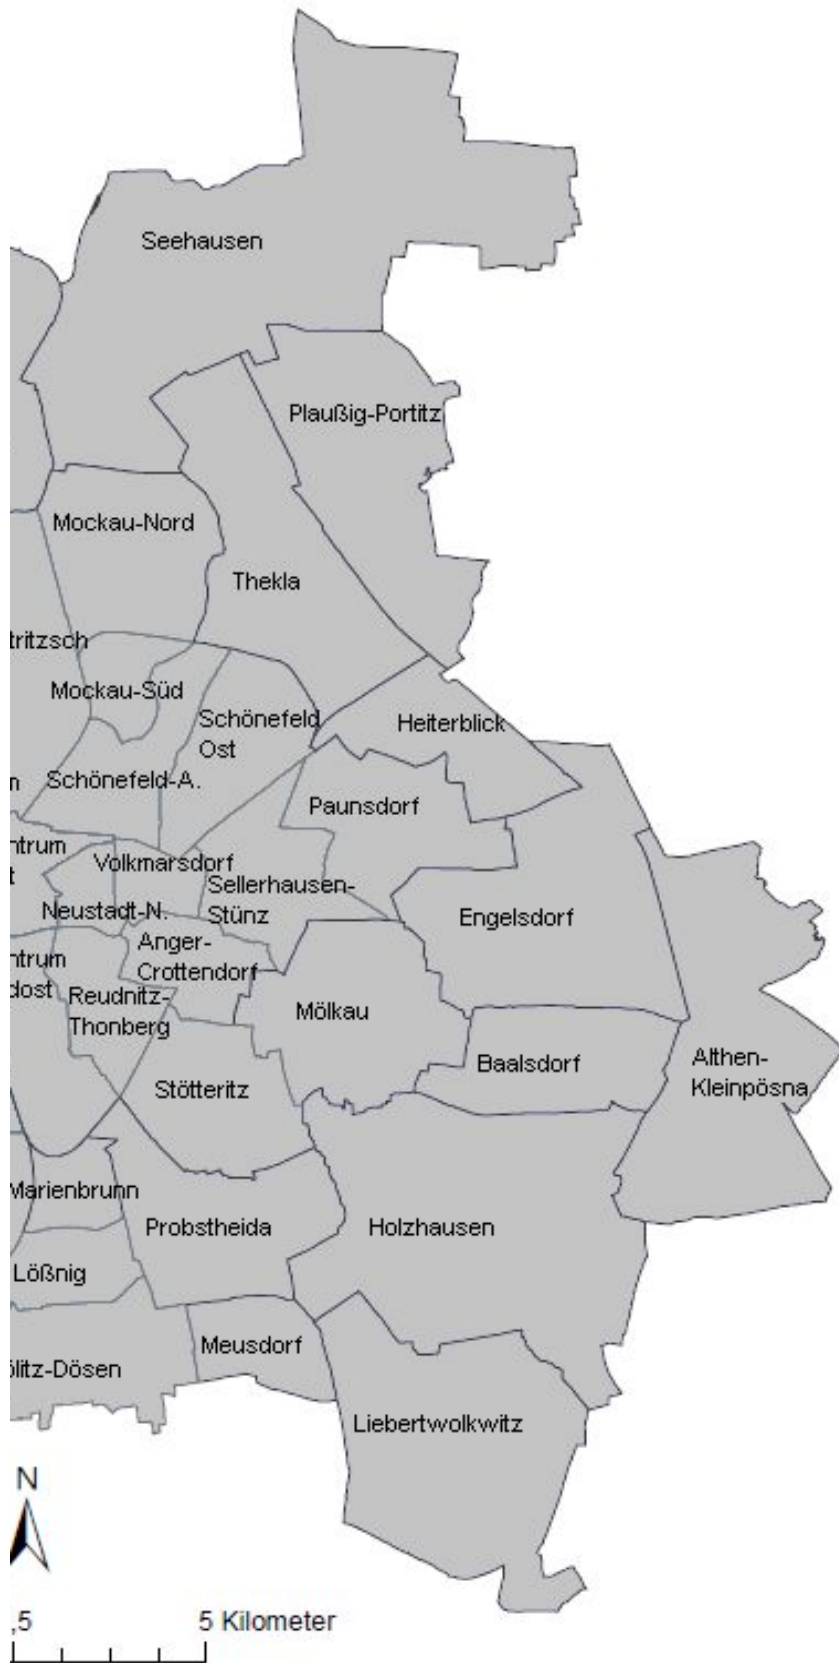 Seehausen
Plaußig-Portitz
Mockau-Nord
Thekla
tritzsch
Mockau-Süd
Schönefeld
Ost
Heiterblick
n
Schönefeld-A.
Paunsdorf
ntrum
t
Volkmarsdorf
Sellerhausen-
Stünz
Neustadt-N.
Engelsdorf
Anger-
Crottendorf
ntrum
dost
Reudnitz-
Thonberg
Mölkau
Baalsdorf
Althen-
Kleinpösna
Stötteritz
Marienbrunn
Probstheida
Holzhausen
Lößnig
Meusdorf
ölitz-Dösen
Liebertwolkwitz
N
,5
5 Kilometer